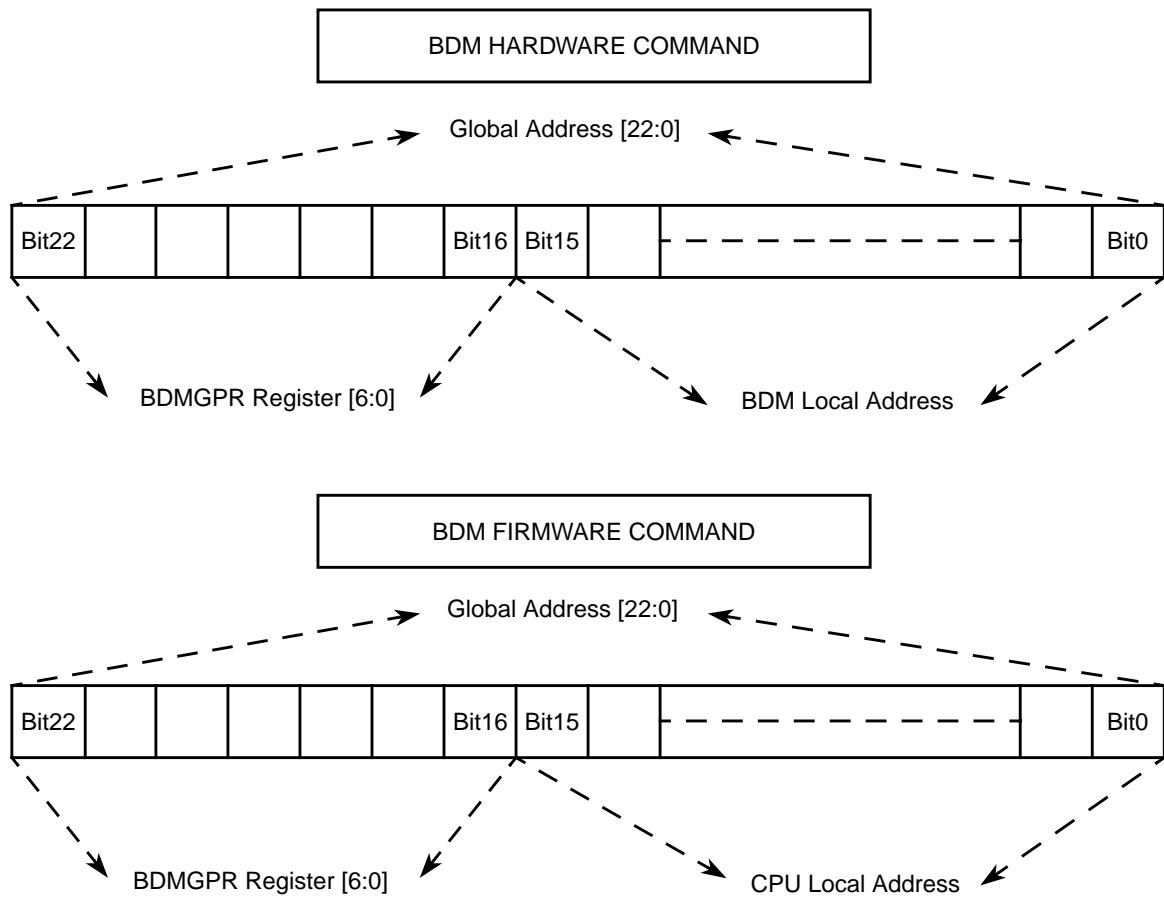 BDM HARDWARE COMMAND
Global Address [22:0]
Bit22 Bit16 Bit15 Bit0
BDMGPR Register [6:0] BDM Local Address
BDM FIRMWARE COMMAND
Global Address [22:0]
Bit22 Bit16 Bit15 Bit0
BDMGPR Register [6:0] CPU Local Address